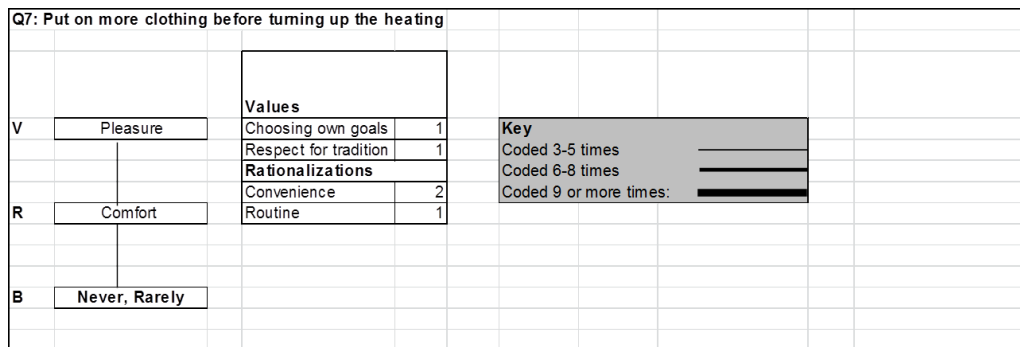 Q7: Put on more clothing before turning up the heating
Values
V Pleasure Choosing own goals 1 Key
Respect for tradition 1 Coded 3-5 times
Rationalizations Coded 6-8 times
Convenience 2 Coded 9 or more times:
R Comfort Routine 1
B Never, Rarely